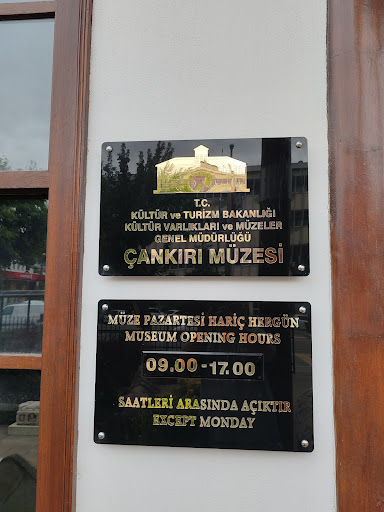 T.C.
KÜLTÜR ve TURİZM BAKANLIĞI
KÜLTÜR VARLIKLARI ve MÜZELER
GENEL MÜDÜRLÜĞÜ
ÇANKIRI MÜZESİ
MÜZE PAZARTESİ HARİÇ HERGÜN
MUSEUM OPENING HOURS
09.00-17.00
SAATLERİ ARASINDA AÇIKTIR
EXCEPT MONDAY